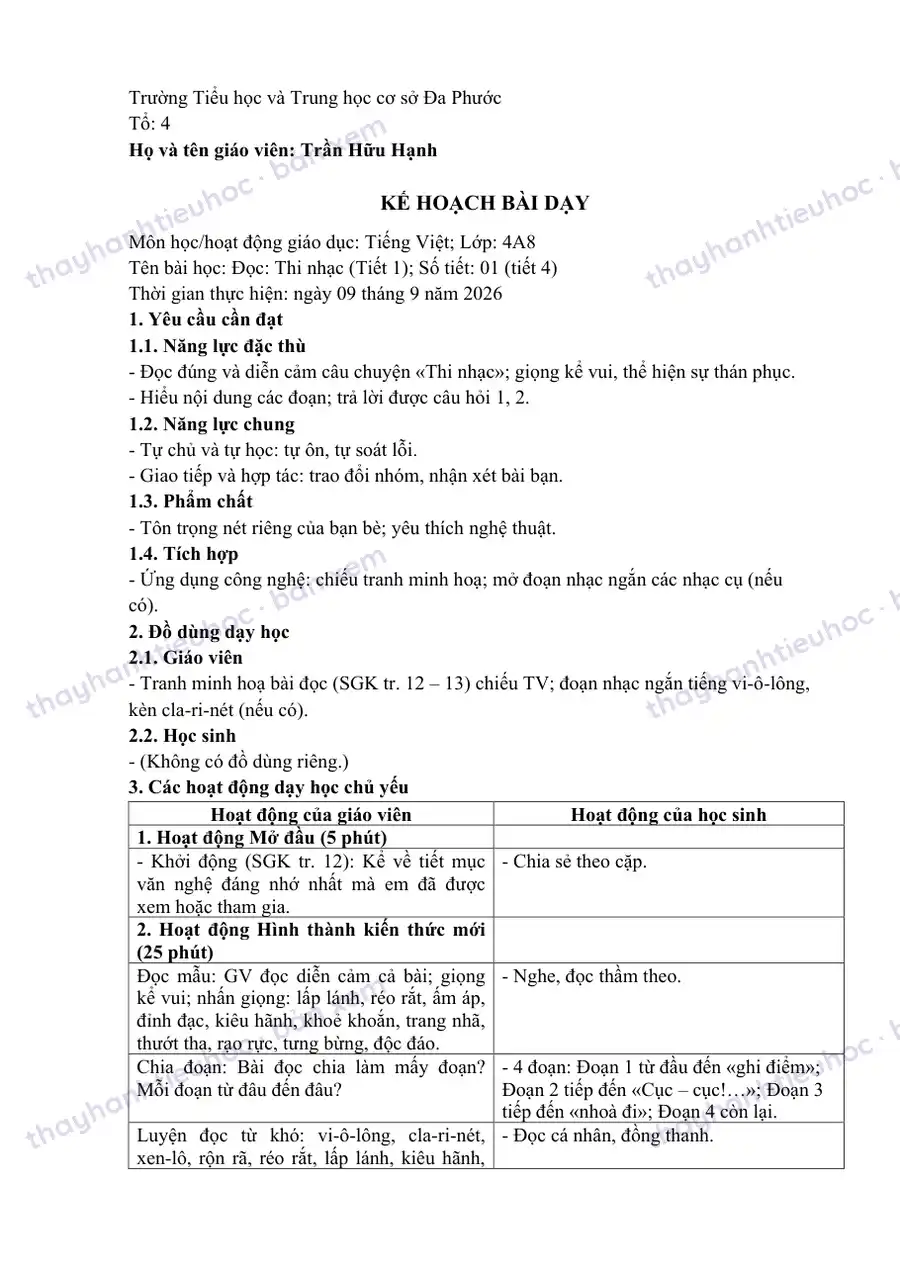 Trường Tiểu học và Trung học cơ sở Đa Phước
Tổ: 4
Họ và tên giáo viên: Trần Hữu Hạnh
KẾ HOẠCH BÀI DẠY
Môn học/hoạt động giáo dục: Tiếng Việt; Lớp: 4A8
Tên bài học: Đọc: Thi nhạc (Tiết 1); Số tiết: 01 (tiết 4)
Thời gian thực hiện: ngày 09 tháng 9 năm 2026
1. Yêu cầu cần đạt
1.1. Năng lực đặc thù
- Đọc đúng và diễn cảm câu chuyện «Thi nhạc»; giọng kể vui, thể hiện sự thán phục.
- Hiểu nội dung các đoạn; trả lời được câu hỏi 1, 2.
1.2. Năng lực chung
- Tự chủ và tự học: tự ôn, tự soát lỗi.
- Giao tiếp và hợp tác: trao đổi nhóm, nhận xét bài bạn.
1.3. Phẩm chất
- Tôn trọng nét riêng của bạn bè; yêu thích nghệ thuật.
1.4. Tích hợp
- Ứng dụng công nghệ: chiếu tranh minh hoạ; mở đoạn nhạc ngắn các nhạc cụ (nếu
có).
2. Đồ dùng dạy học
2.1. Giáo viên
- Tranh minh hoạ bài đọc (SGK tr. 12 – 13) chiếu TV; đoạn nhạc ngắn tiếng vi-ô-lông,
kèn cla-ri-nét (nếu có).
2.2. Học sinh
- (Không có đồ dùng riêng.)
3. Các hoạt động dạy học chủ yếu
Hoạt động của giáo viên
Hoạt động của học sinh
1. Hoạt động Mở đầu (5 phút)
- Khởi động (SGK tr. 12): Kể về tiết mục
văn nghệ đáng nhớ nhất mà em đã được
xem hoặc tham gia.
- Chia sẻ theo cặp.
2. Hoạt động Hình thành kiến thức mới
(25 phút)
Đọc mẫu: GV đọc diễn cảm cả bài; giọng
kể vui; nhấn giọng: lấp lánh, réo rắt, ấm áp,
đỉnh đạc, kiêu hãnh, khoẻ khoắn, trang nhã,
thướt tha, rạo rực, tưng bừng, độc đáo.
- Nghe, đọc thầm theo.
Chia đoạn: Bài đọc chia làm mấy đoạn?
Mỗi đoạn từ đâu đến đâu?
- 4 đoạn: Đoạn 1 từ đầu đến «ghi điểm»;
Đoạn 2 tiếp đến «Cục – cục!…»; Đoạn 3
tiếp đến «nhoà đi»; Đoạn 4 còn lại.
Luyện đọc từ khó: vi-ô-lông, cla-ri-nét,
xen-lô, rộn rã, réo rắt, lấp lánh, kiêu hãnh,
- Đọc cá nhân, đồng thanh.
thayhanhtieuhoc · bản xem
thayhanhtieuhoc · b
thayhanhtieuhoc · bản xem
thayhanhtieuhoc · b
thayhanhtieuhoc · bản xem
thayhanhtieuhoc · b